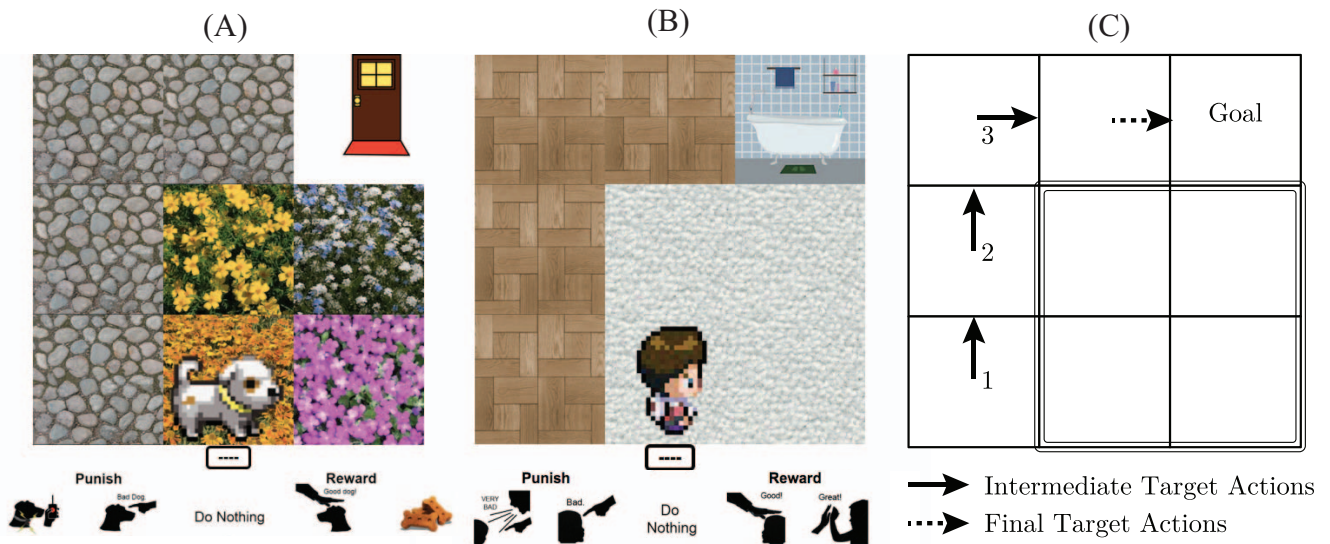 (A)
(B)
(C)
Goal
3
2
1
----
----
Punish
Reward
Bad Dog.
Good dog!
Do Nothing
Punish
Reward
VERY
BAD
Bad.
Good!
Great!
Do
Nothing
Intermediate Target Actions
Final Target Actions